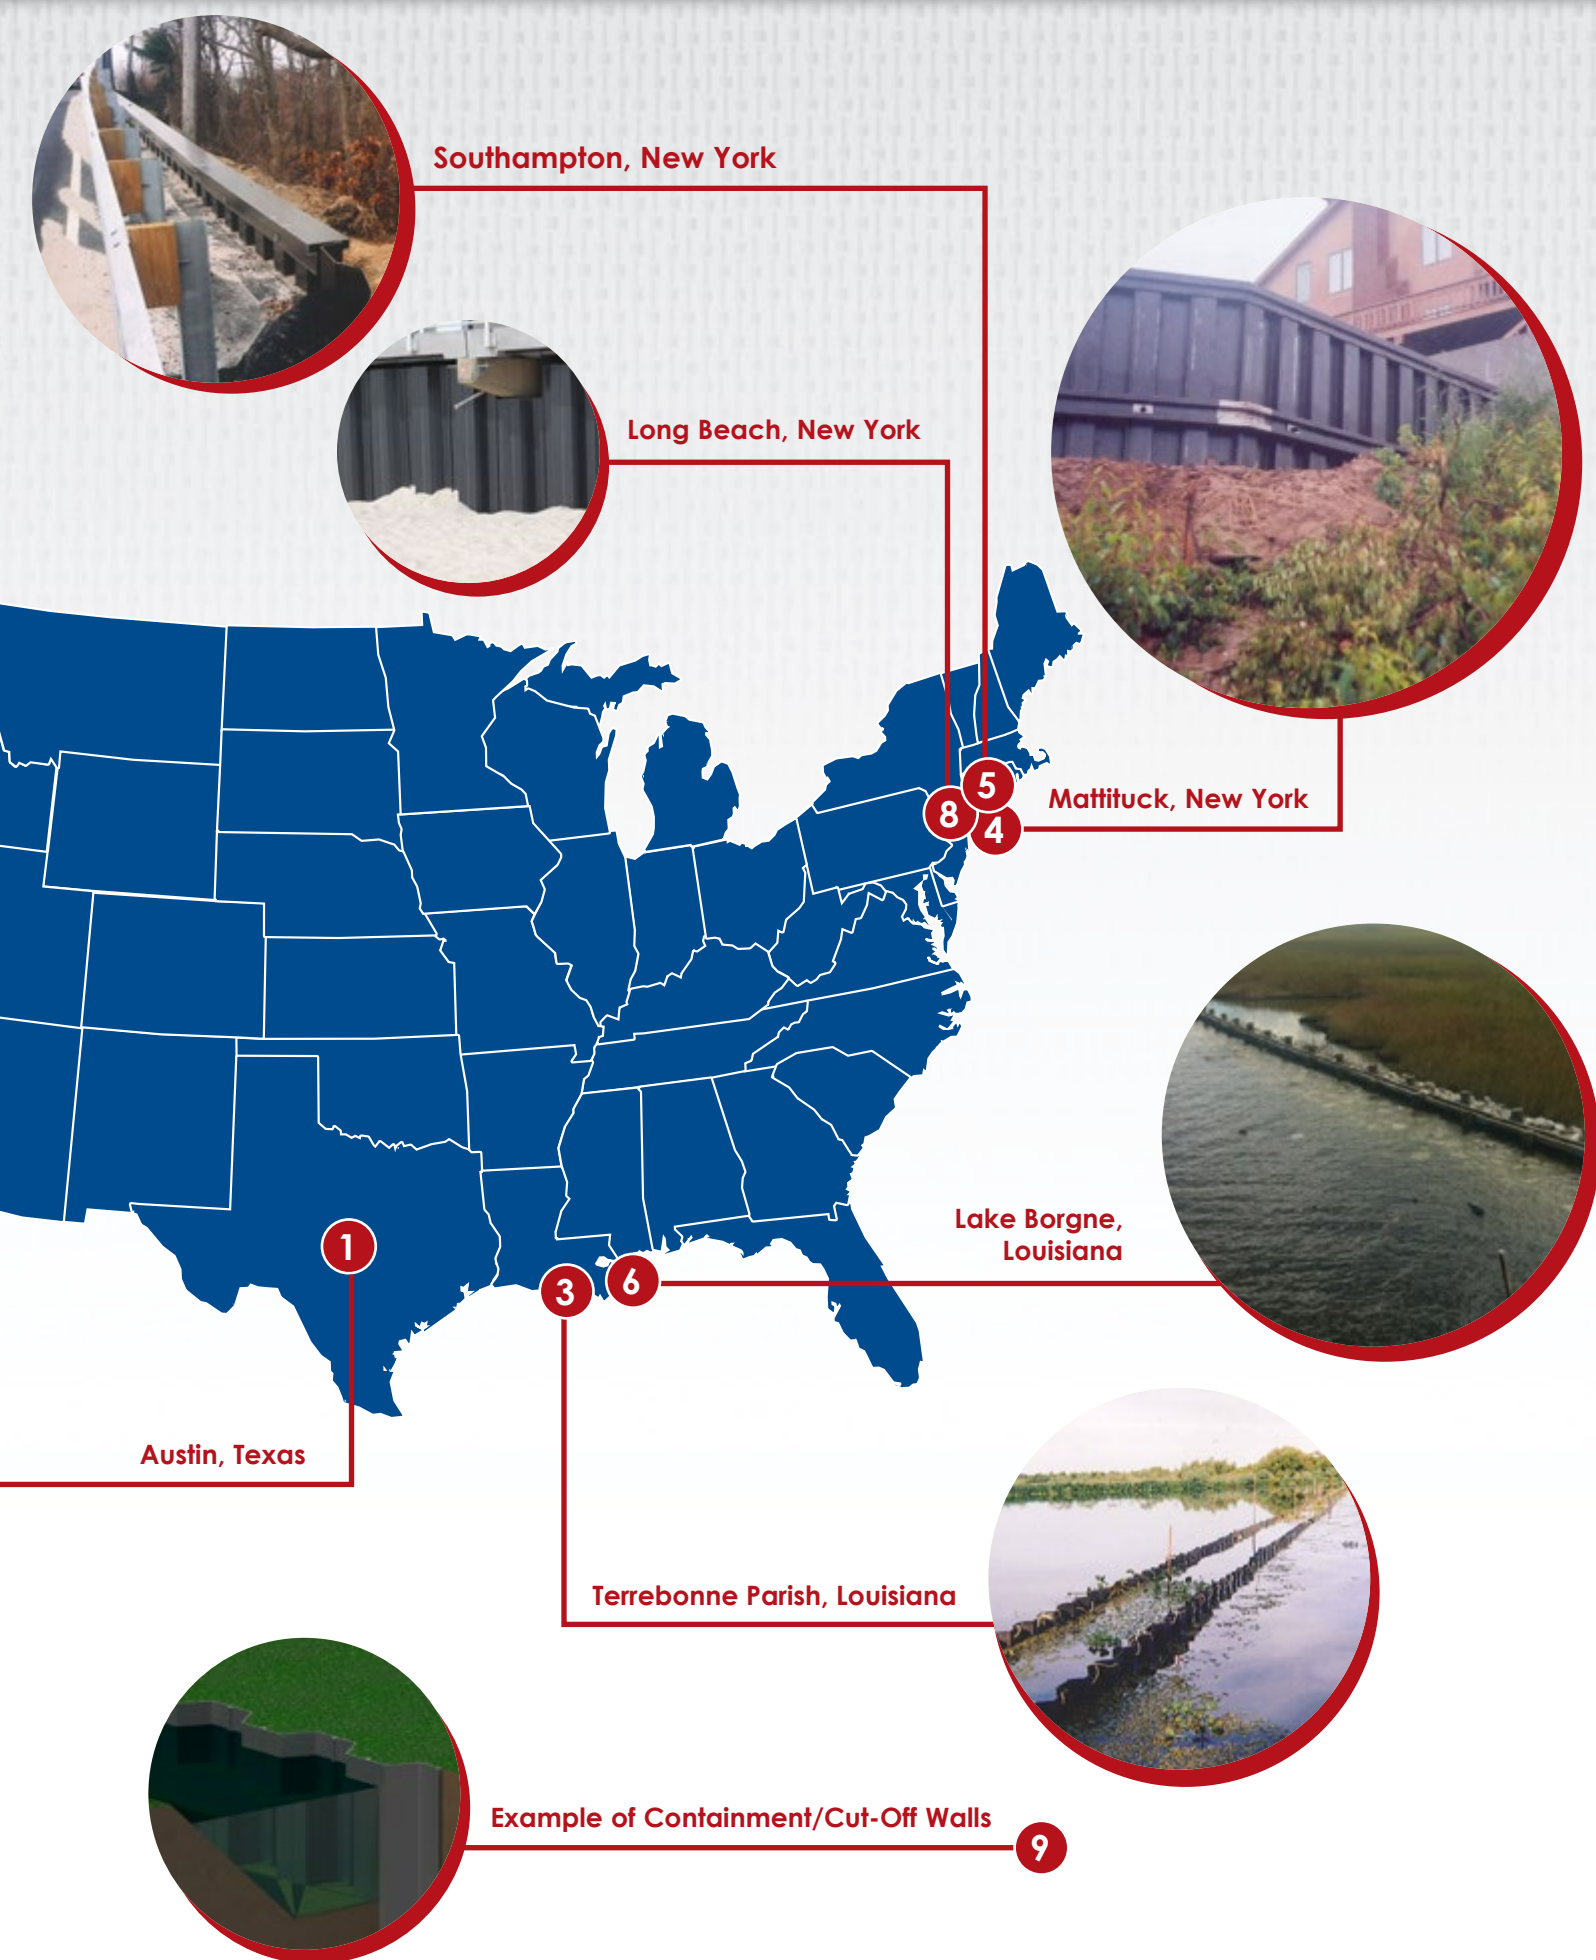 Southampton, New York
Long Beach, New York
5
8
4
Mattituck, New York
Lake Borgne,
Louisiana
1
3
6
Austin, Texas
Terrebonne Parish, Louisiana
Example of Containment/Cut-Off Walls
9